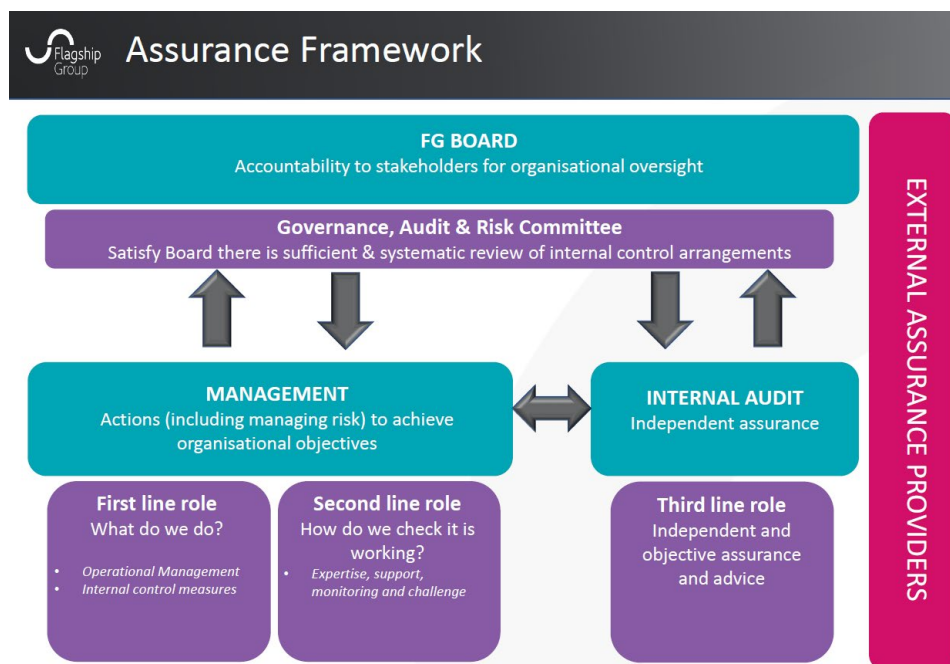 Flagship
Group
Assurance Framework
FG BOARD
Accountability to stakeholders for organisational oversight
Governance, Audit & Risk Committee
Satisfy Board there is sufficient & systematic review of internal control arrangements
MANAGEMENT
Actions (including managing risk) to achieve
organisational objectives
INTERNAL AUDIT
Independent assurance
First line role
What do we do?
• Operational Management
• Internal control measures
Second line role
How do we check it is
working?
• Expertise, support,
monitoring and challenge
Third line role
Independent and
objective assurance
and advice
EXTERNAL ASSURANCE PROVIDERS